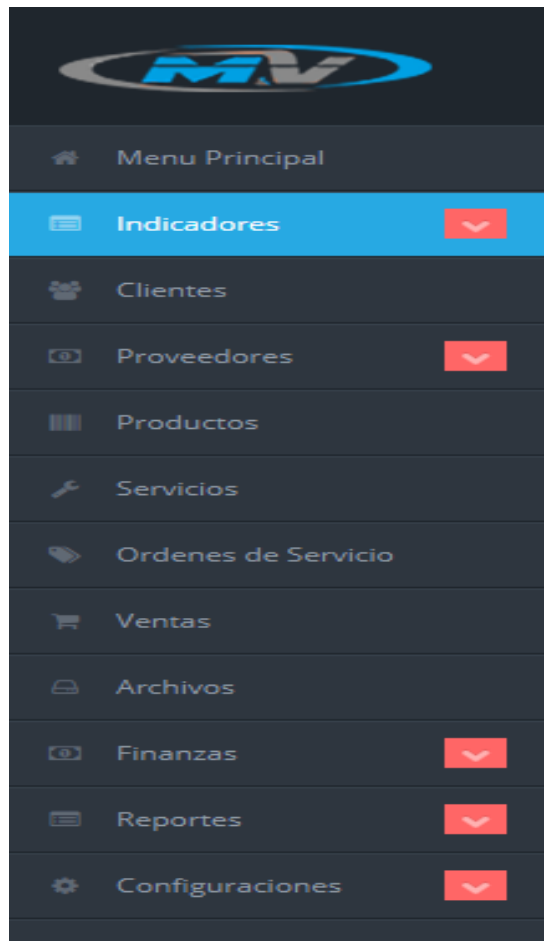 MV
Menu Principal
Indicadores
Clientes
Proveedores
Productos
Servicios
Ordenes de Servicio
Ventas
Archivos
Finanzas
Reportes
Configuraciones